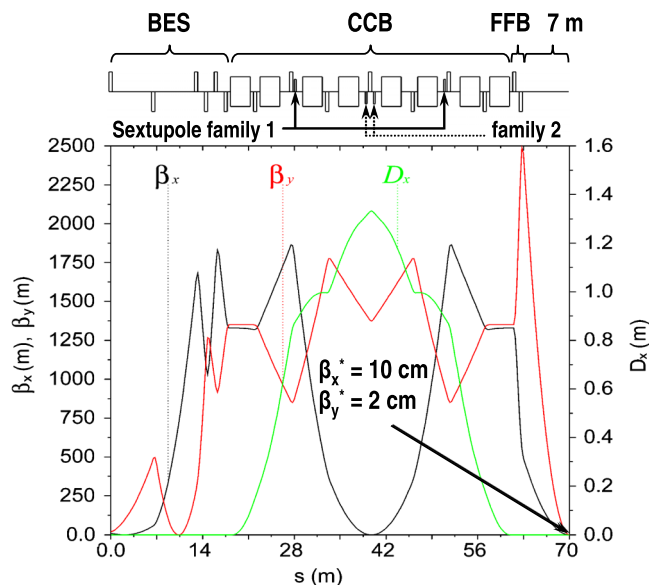 BES CCB FFB 7 m
Sextupole family 1 family 2
2500 1.6
βx βy Dx
2250 1.4
2000
1750 1.2
1500 1.0
1250 0.8
1000 0.6
750
500 0.4
250 0.2
0.0 0.0
βx* = 10 cm
βy* = 2 cm
βx (m), βy (m)
Dx (m)
0.0 14 28 42 56 70
s (m)